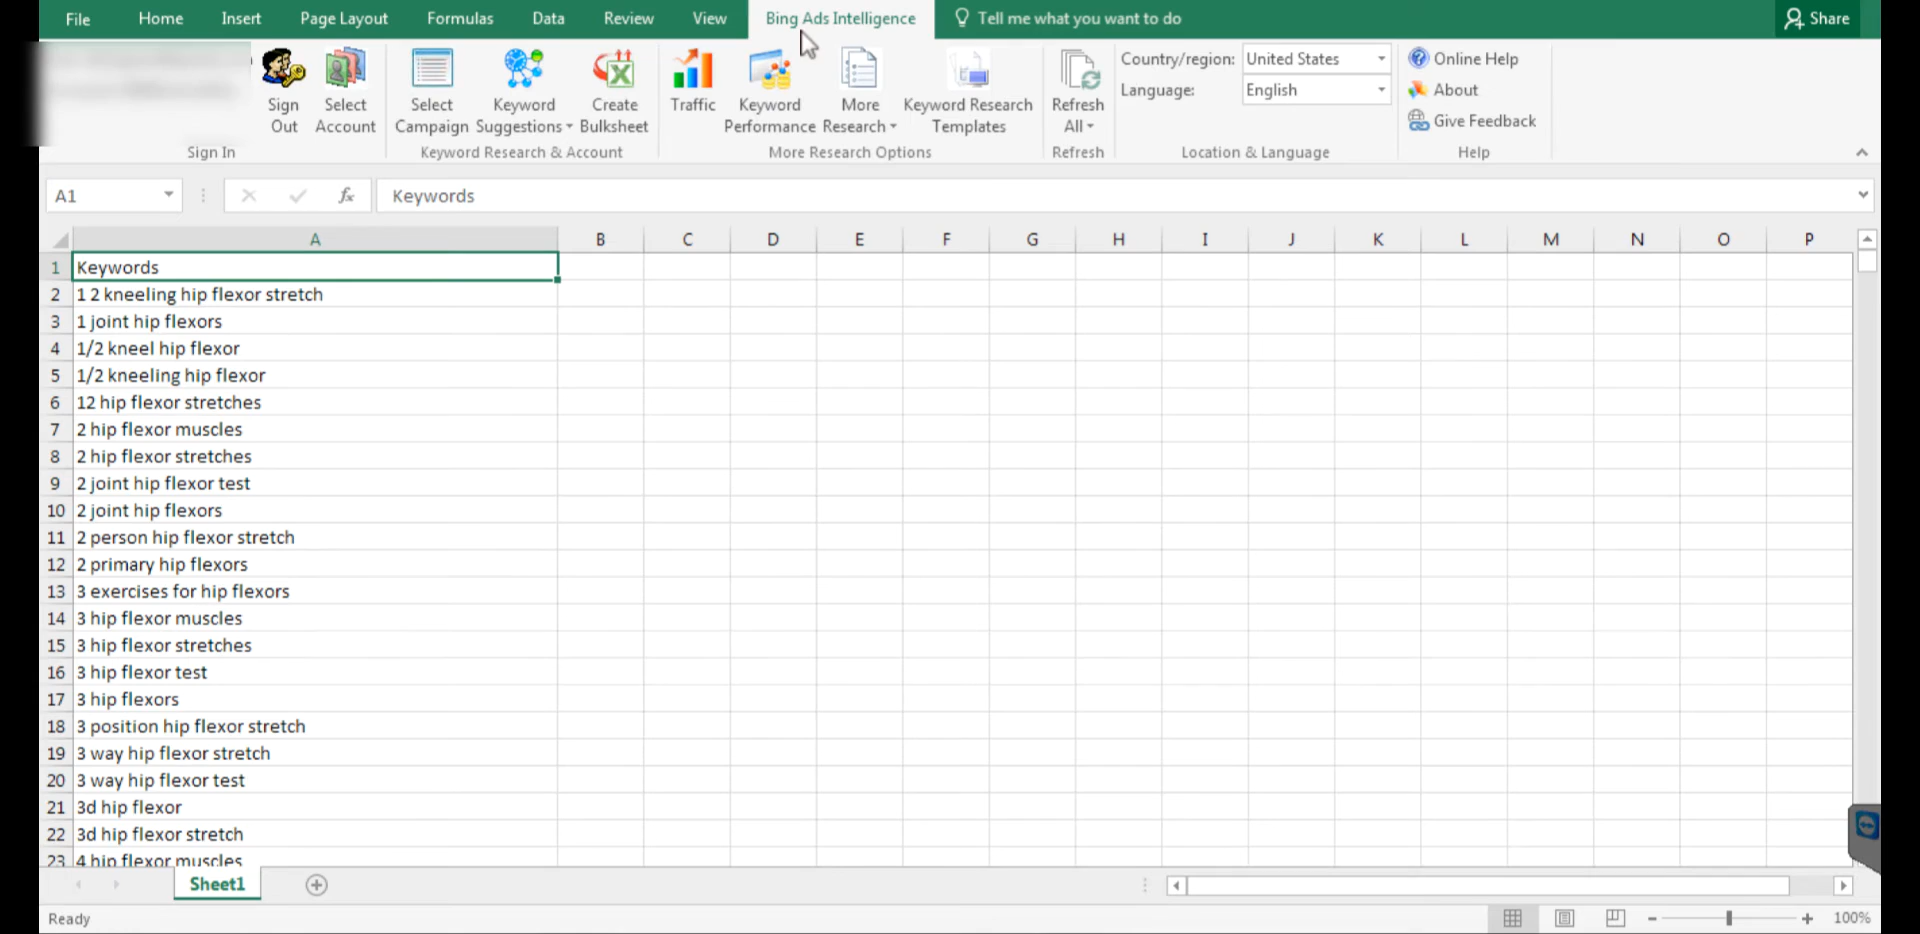 File Home Insert Page Layout Formulas Data Review View Bing Ads Intelligence Tell me what you want to do Share
Sign Out
Select Account
Sign In
Select Campaign
Keyword Suggestions
Create Bulksheet
Keyword Research & Account
Traffic
Keyword Performance
More Research
Keyword Research Templates
More Research Options
Refresh All
Refresh
Country/region: United States
Language: English
Location & Language
Online Help
About
Give Feedback
Help
A1 fx Keywords
A B C D E F G H I J K L M N O P
1 Keywords
2 1 2 kneeling hip flexor stretch
3 1 joint hip flexors
4 1/2 kneel hip flexor
5 1/2 kneeling hip flexor
6 12 hip flexor stretches
7 2 hip flexor muscles
8 2 hip flexor stretches
9 2 joint hip flexor test
10 2 joint hip flexors
11 2 person hip flexor stretch
12 2 primary hip flexors
13 3 exercises for hip flexors
14 3 hip flexor muscles
15 3 hip flexor stretches
16 3 hip flexor test
17 3 hip flexors
18 3 position hip flexor stretch
19 3 way hip flexor stretch
20 3 way hip flexor test
21 3d hip flexor
22 3d hip flexor stretch
23 4 hip flexor muscles
Sheet1
Ready 100%